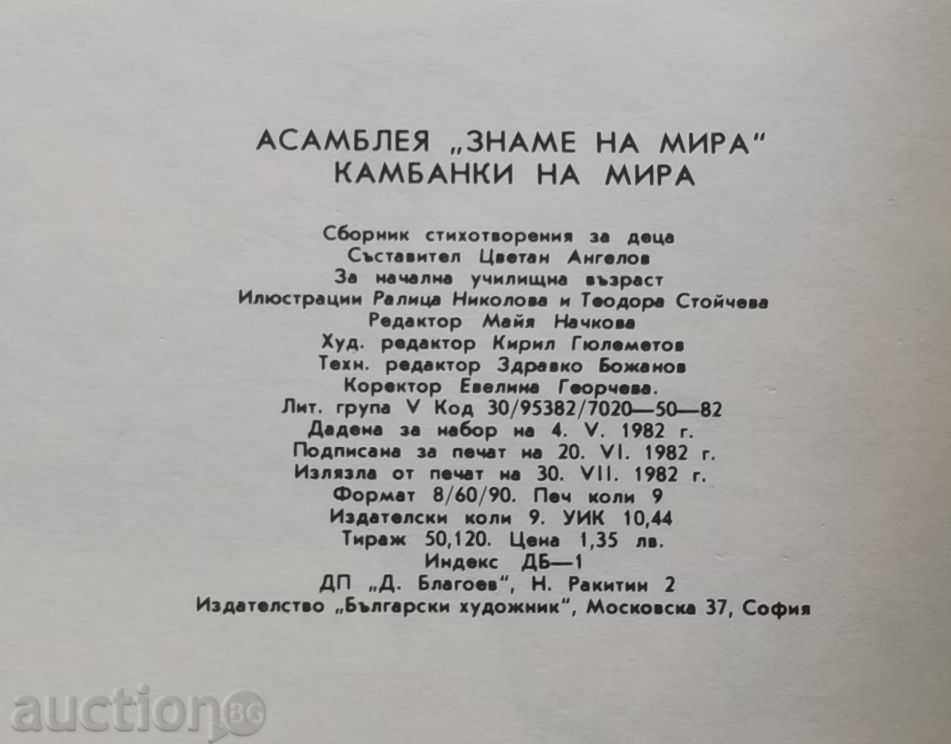 АСАМБЛЕЯ „ЗНАМЕ НА МИРА"
КАМБАНКИ НА МИРА
Сборник стихотворения за деца
Съставител Цветан Ангелов
За начална училищна възраст
Илюстрации Ралица Николова и Теодора Стойчева
Редактор Майя Начкова
Худ. редактор Кирил Гюлеметов
Техн. редактор Здравко Божанов
Коректор Евелина Георчева.
Лит. група V Код 30/95382/7020—50—82
Дадена за набор на 4. V. 1982 г.
Подписана за печат на 20. VI. 1982 г.
Излязла от печат на 30. VII. 1982 г.
Формат 8/60/90. Печ коли 9
Издателски коли 9. УИК 10,44
Тираж 50,120. Цена 1,35 лв.
Индекс ДБ—1
ДП „Д. Благоев", Н. Ракитин 2
Издателство „Български художник", Московска 37, София
auction BG